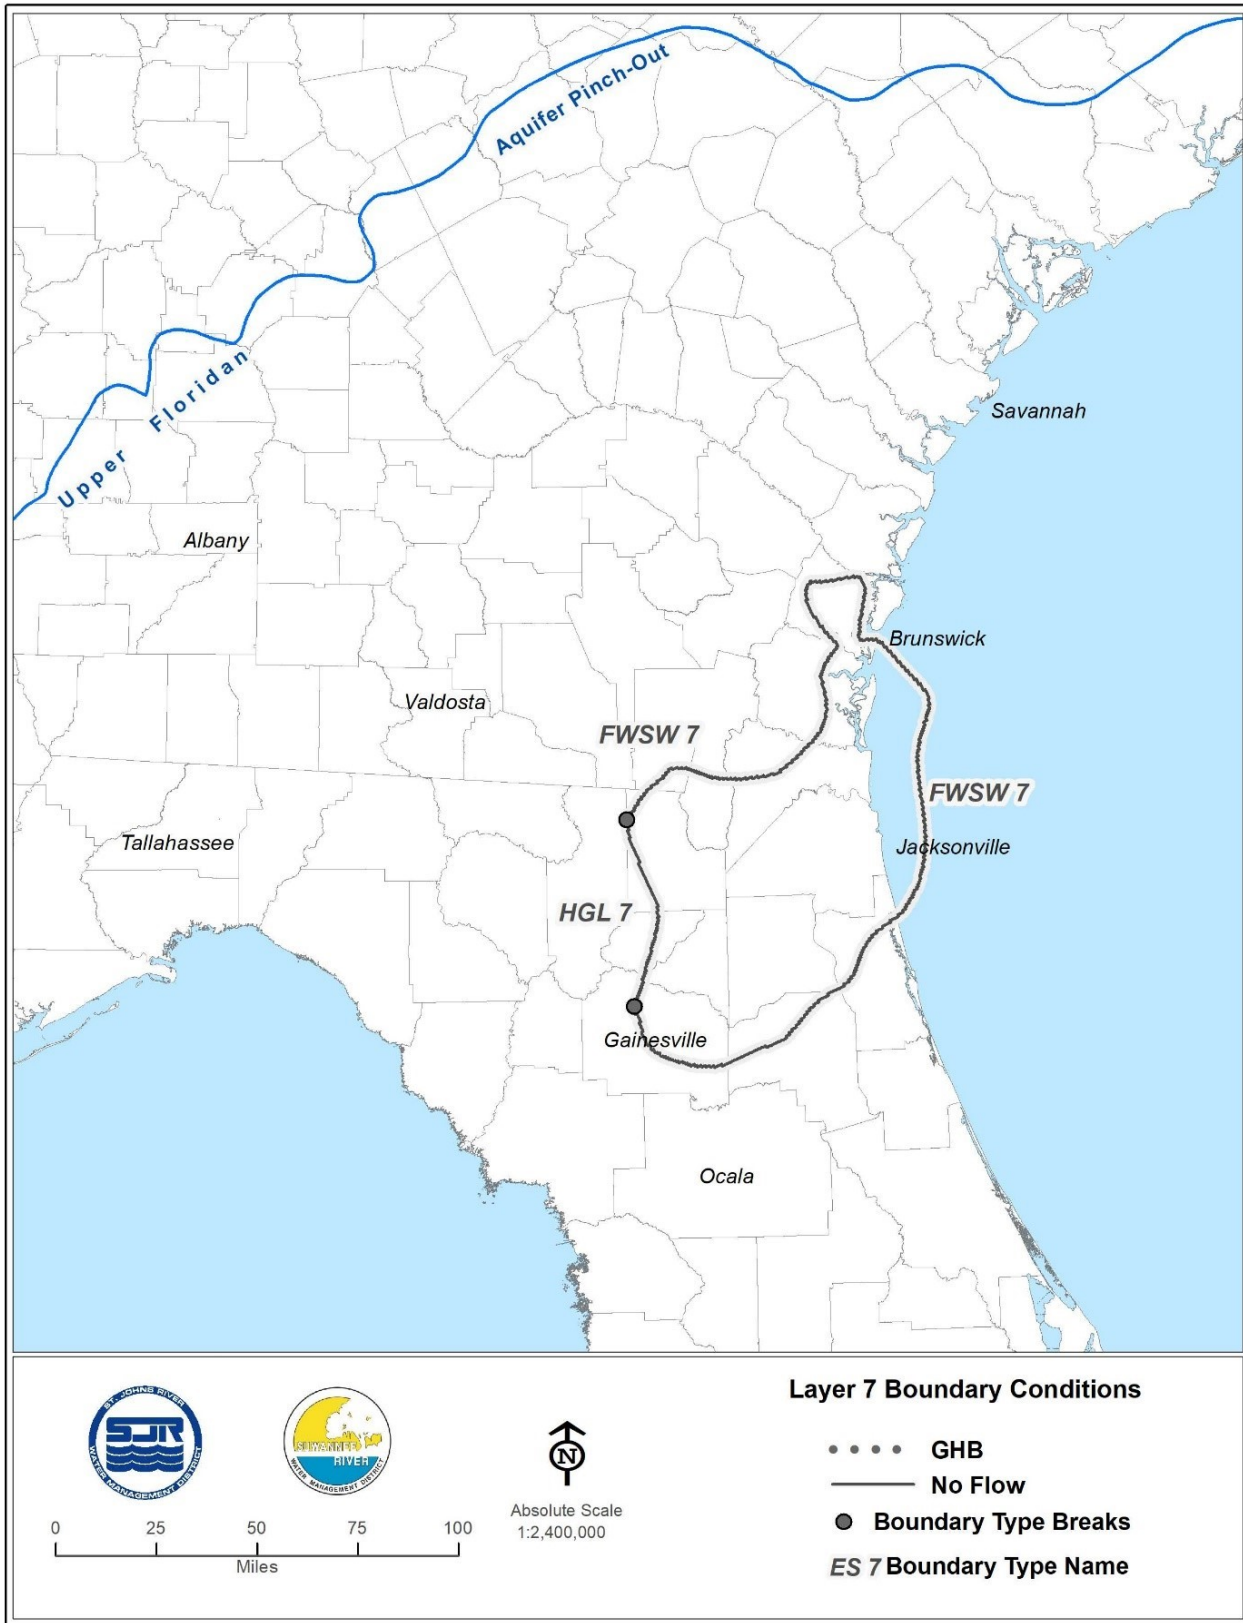 Aquifer Pinch-Out
Upper Floridan
Savannah
Albany
Brunswick
Valdosta
FWSW 7
FWSW 7
Tallahassee
Jacksonville
HGL 7
Gainesville
Ocala
Layer 7 Boundary Conditions
GHB
No Flow
Boundary Type Breaks
ES 7 Boundary Type Name
ST. JOHNS RIVER
SJR
WATER MANAGEMENT DISTRICT
SUWANNEE
RIVER
WATER MANAGEMENT DISTRICT
N
Absolute Scale
1:2,400,000
0 25 50 75 100
Miles